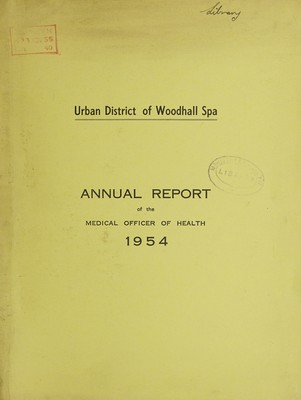 Library
Urban District of Woodhall Spa
ANNUAL REPORT
of the
MEDICAL OFFICER OF HEALTH
1954